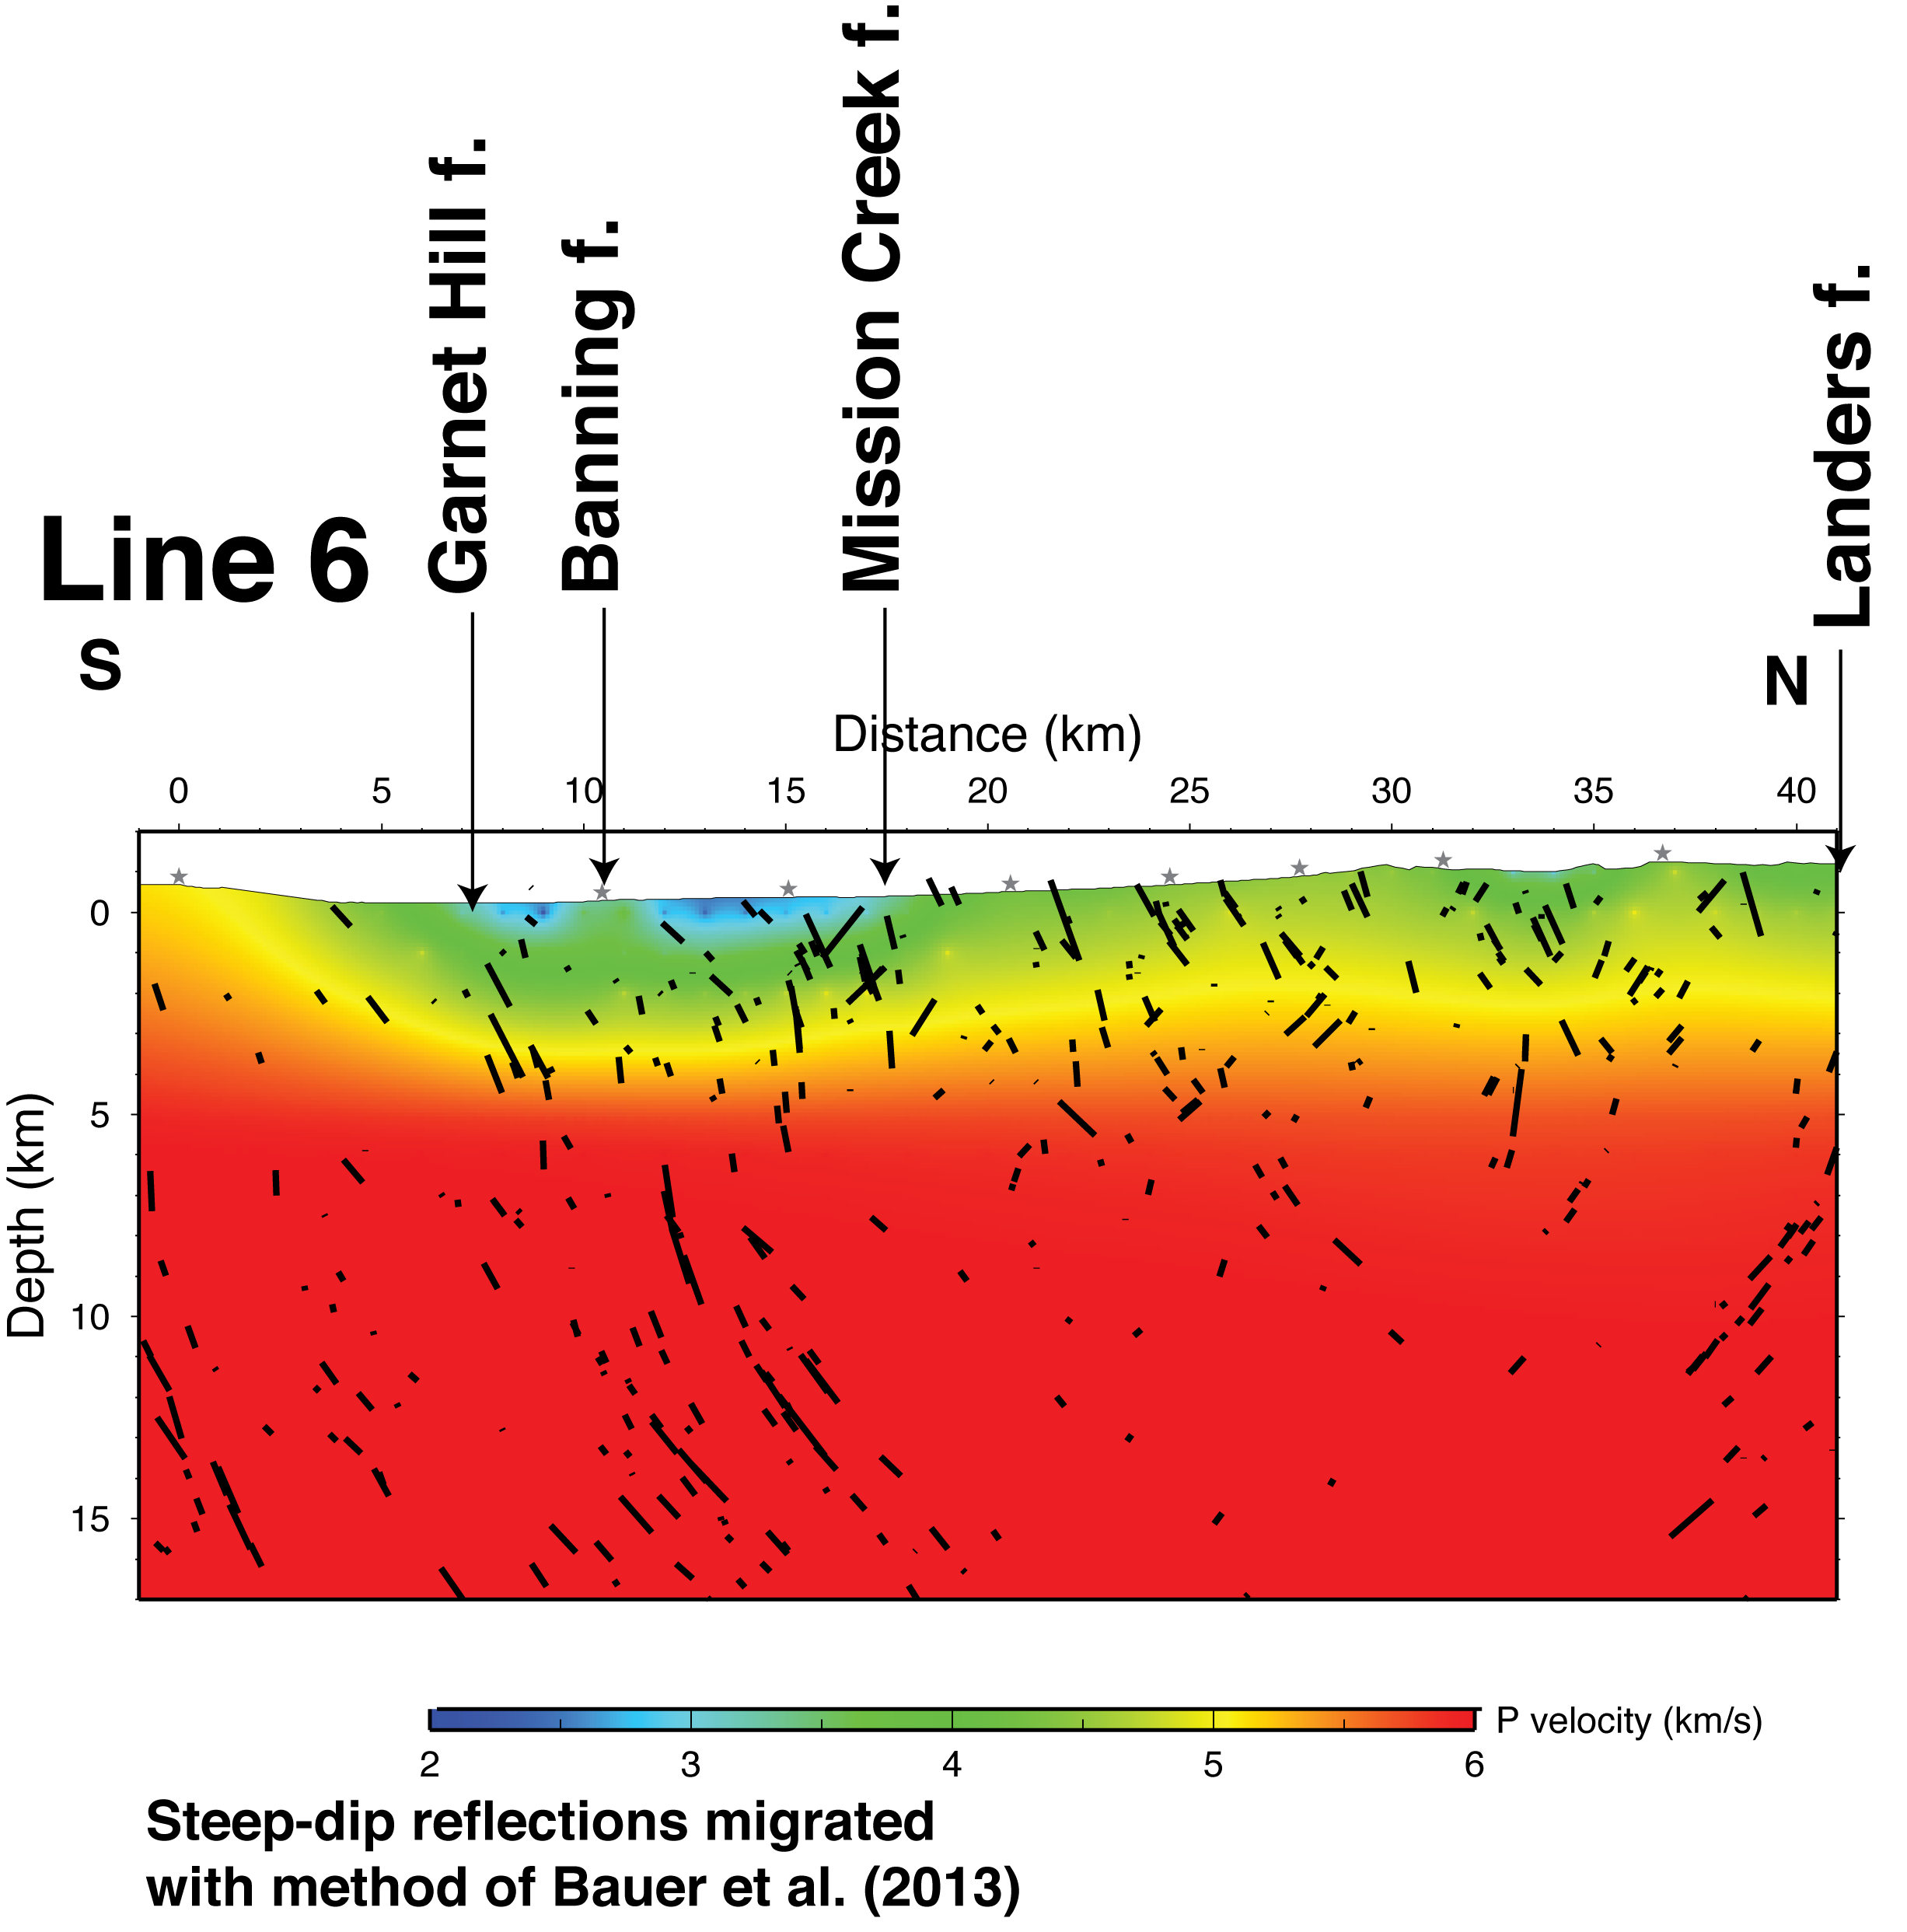 Garnet Hill f.
Banning f.
Mission Creek f.
Landers f.
Line 6
S
N
Distance (km)
0 5 10 15 20 25 30 35 40
Depth (km)
0
5
10
15
P velocity (km/s)
2 3 4 5 6
Steep-dip reflections migrated
with method of Bauer et al. (2013)